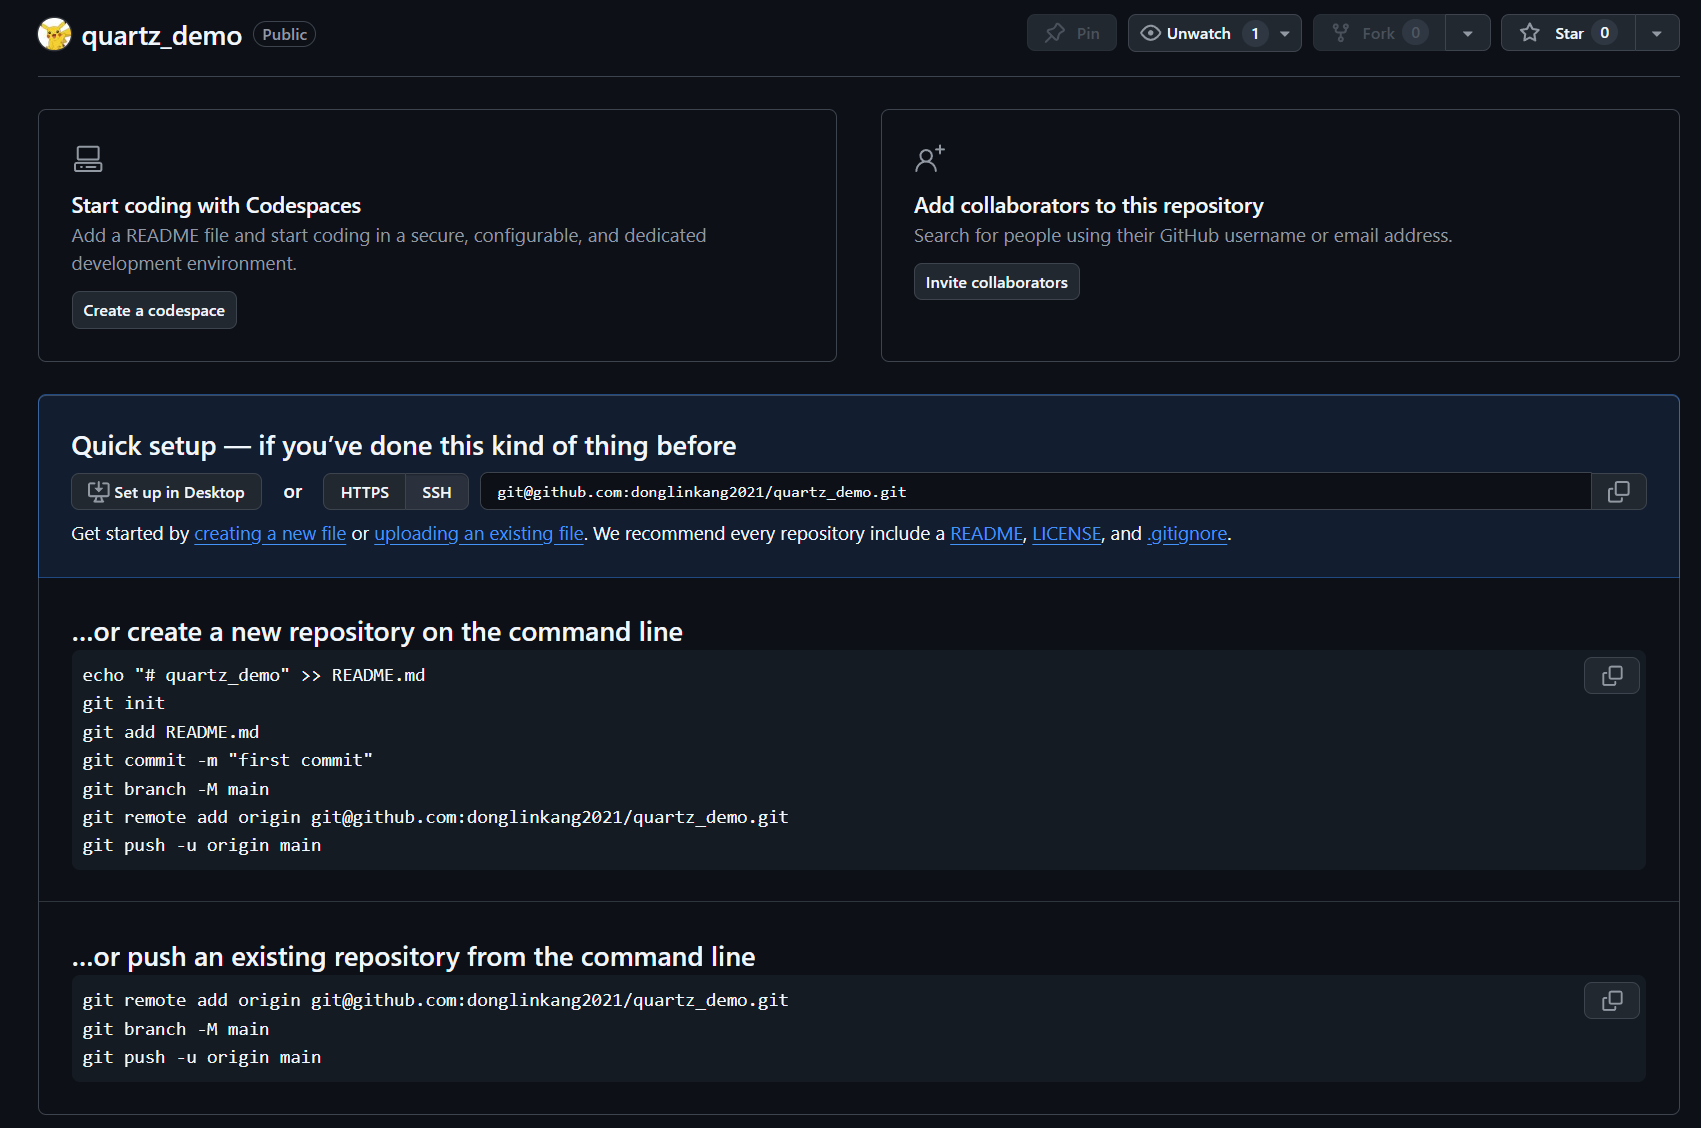 quartz_demo Public Pin Unwatch 1 Fork 0 Star 0
Start coding with Codespaces
Add a README file and start coding in a secure, configurable, and dedicated
development environment.
Create a codespace
Add collaborators to this repository
Search for people using their GitHub username or email address.
Invite collaborators
Quick setup — if you’ve done this kind of thing before
Set up in Desktop or HTTPS SSH git@github.com:donglinkang2021/quartz_demo.git
Get started by creating a new file or uploading an existing file. We recommend every repository include a README, LICENSE, and .gitignore.
…or create a new repository on the command line
echo "# quartz_demo" >> README.md
git init
git add README.md
git commit -m "first commit"
git branch -M main
git remote add origin git@github.com:donglinkang2021/quartz_demo.git
git push -u origin main
…or push an existing repository from the command line
git remote add origin git@github.com:donglinkang2021/quartz_demo.git
git branch -M main
git push -u origin main